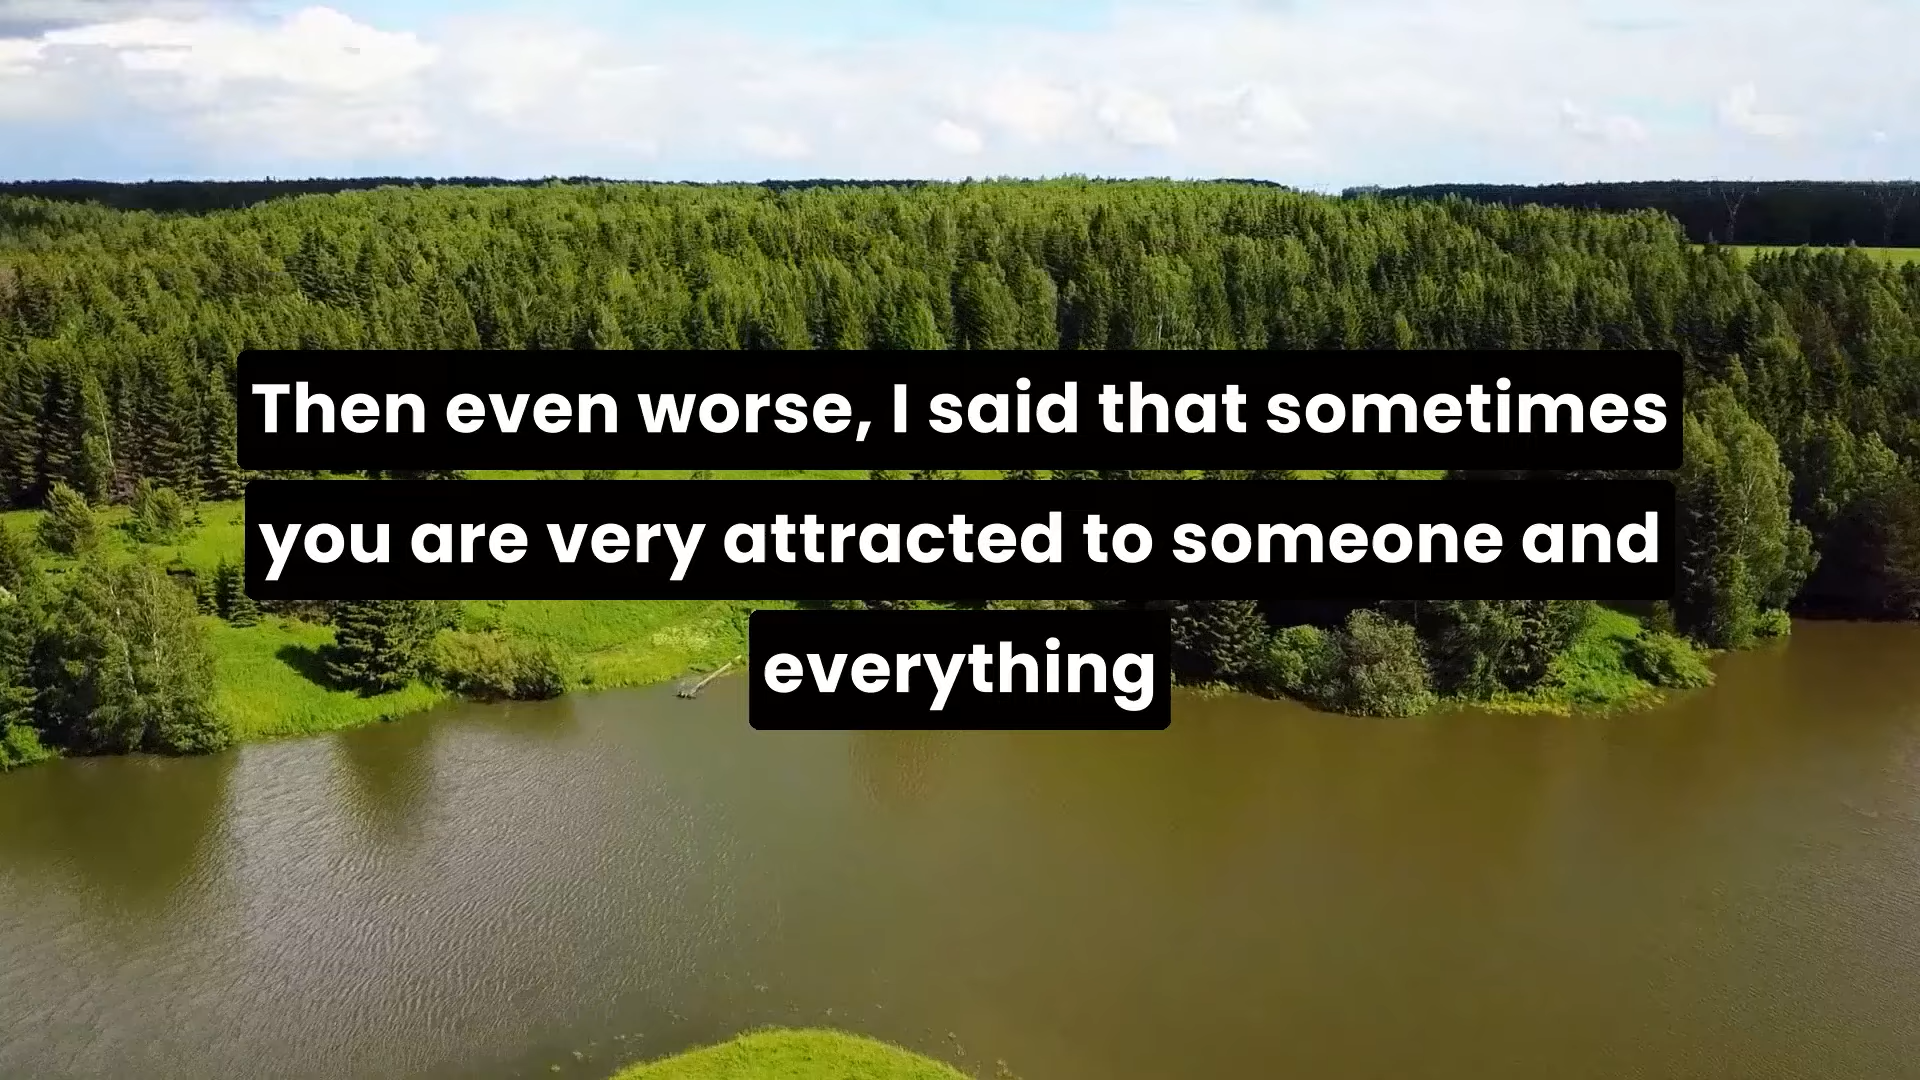 Then even worse, I said that sometimes
you are very attracted to someone and
everything